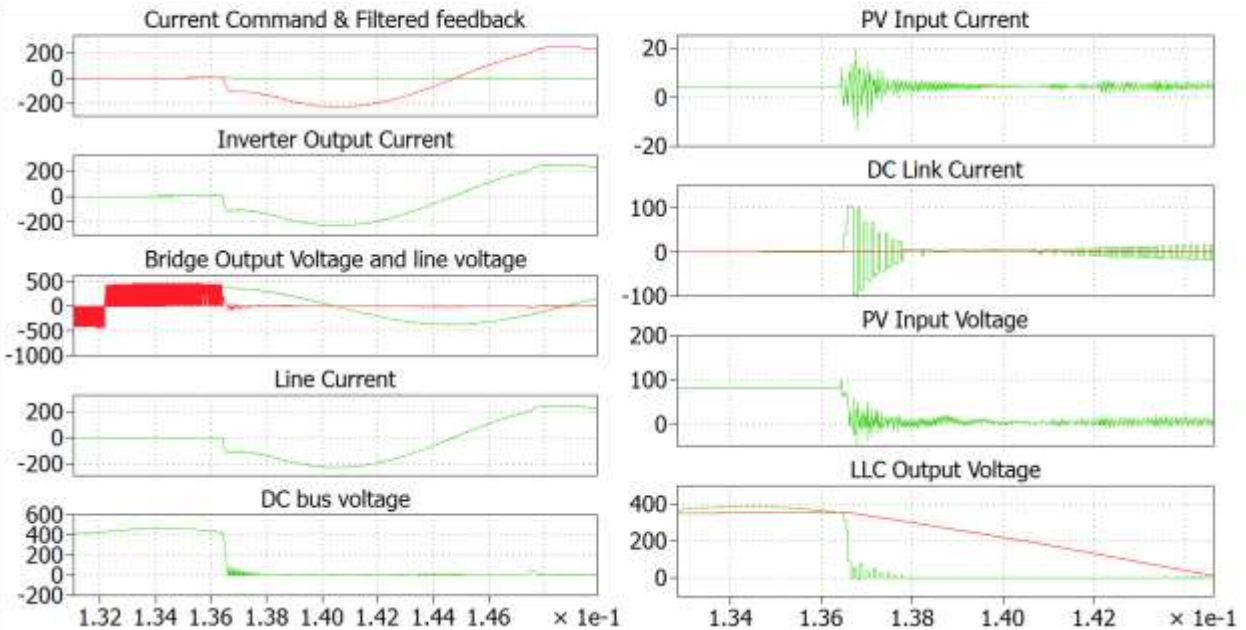 Current Command & Filtered feedback
200
0
-200
Inverter Output Current
200
0
-200
Bridge Output Voltage and line voltage
500
0
-500
-1000
Line Current
200
0
-200
DC bus voltage
600
400
200
0
-200
1.32 1.34 1.36 1.38 1.40 1.42 1.44 1.46 × 1e-1
PV Input Current
20
0
-20
DC Link Current
100
0
-100
PV Input Voltage
200
100
0
LLC Output Voltage
400
200
0
1.34 1.36 1.38 1.40 1.42 × 1e-1